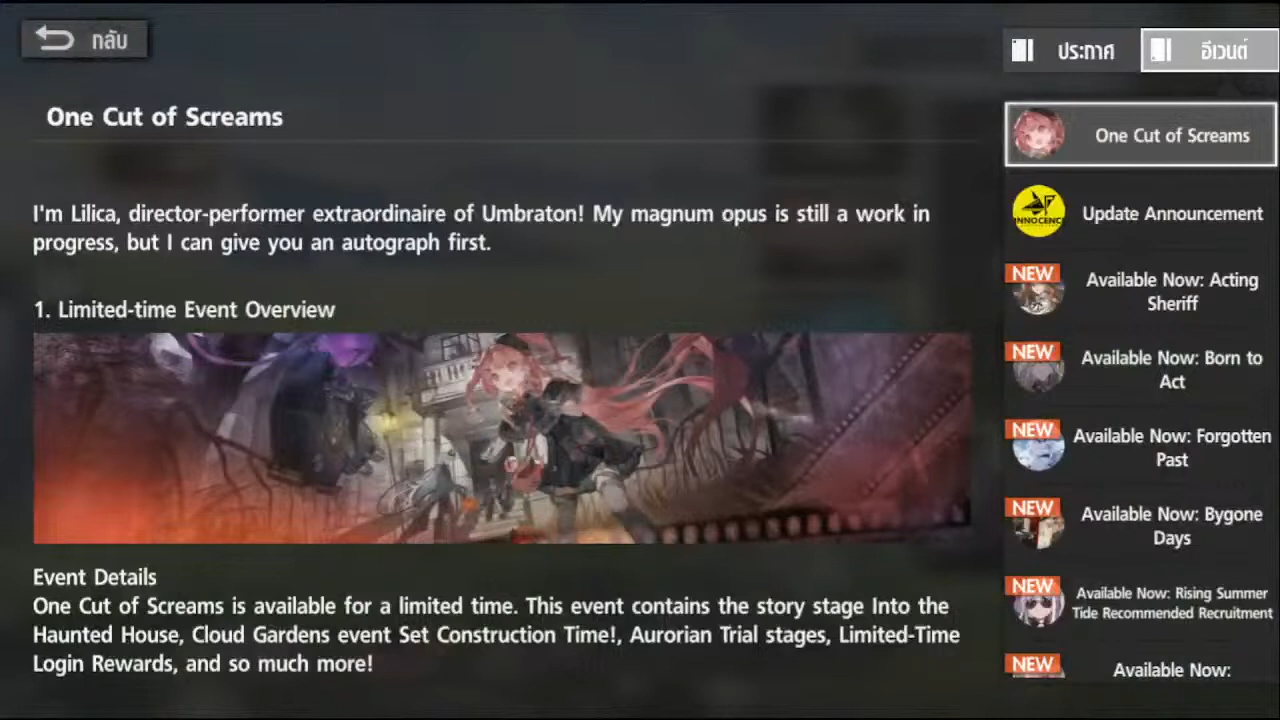 กลับ
ประกาศ
อีเวนต์
One Cut of Screams
I'm Lilica, director-performer extraordinaire of Umbraton! My magnum opus is still a work in
progress, but I can give you an autograph first.
1. Limited-time Event Overview
Event Details
One Cut of Screams is available for a limited time. This event contains the story stage Into the
Haunted House, Cloud Gardens event Set Construction Time!, Aurorian Trial stages, Limited-Time
Login Rewards, and so much more!
One Cut of Screams
INNOCENC
Update Announcement
NEW
Available Now: Acting
Sheriff
NEW
Available Now: Born to
Act
NEW
Available Now: Forgotten
Past
NEW
Available Now: Bygone
Days
NEW
Available Now: Rising Summer
Tide Recommended Recruitment
NEW
Available Now: